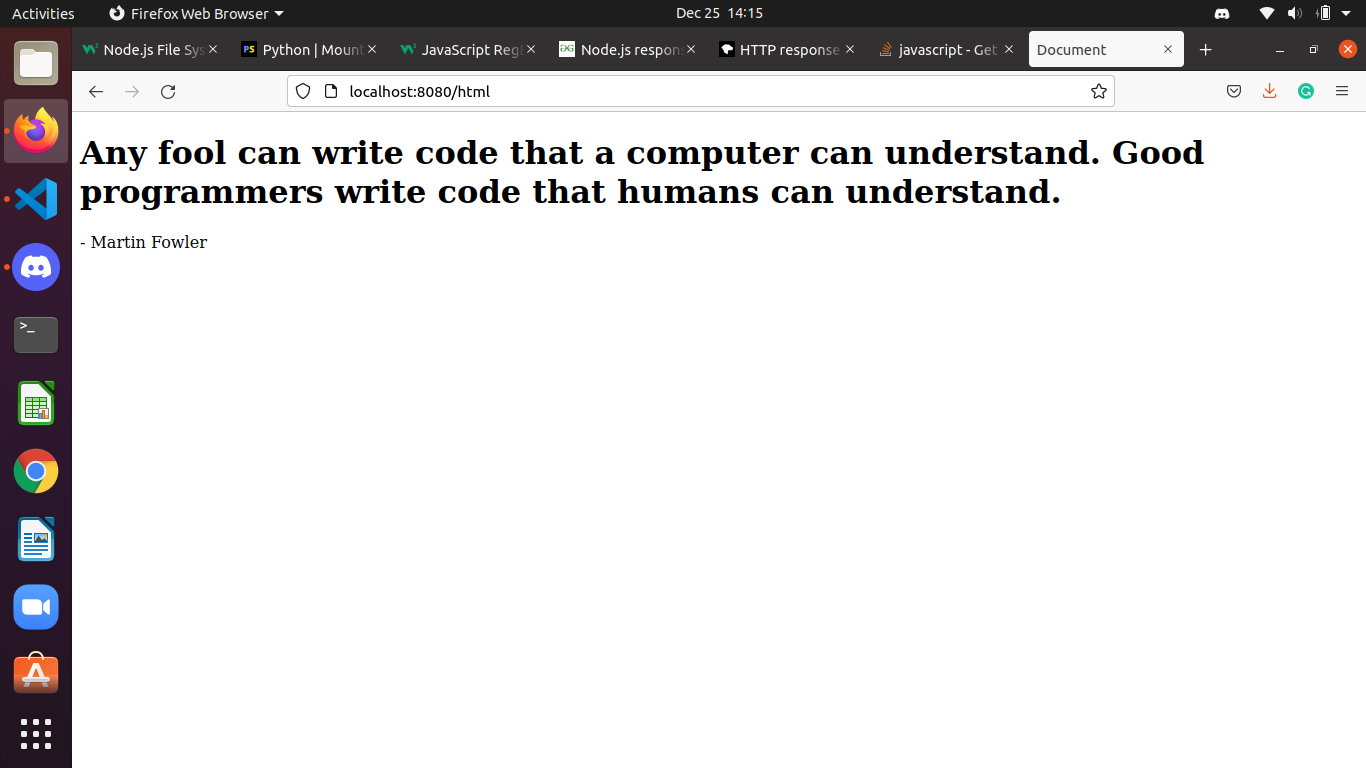 Activities
Firefox Web Browser
Dec 25 14:15
Node.js File Sys
Python | Mount
JavaScript Reg
Node.js respon
HTTP response
javascript - Get
Document
localhost:8080/html
Any fool can write code that a computer can understand. Good
programmers write code that humans can understand.
- Martin Fowler